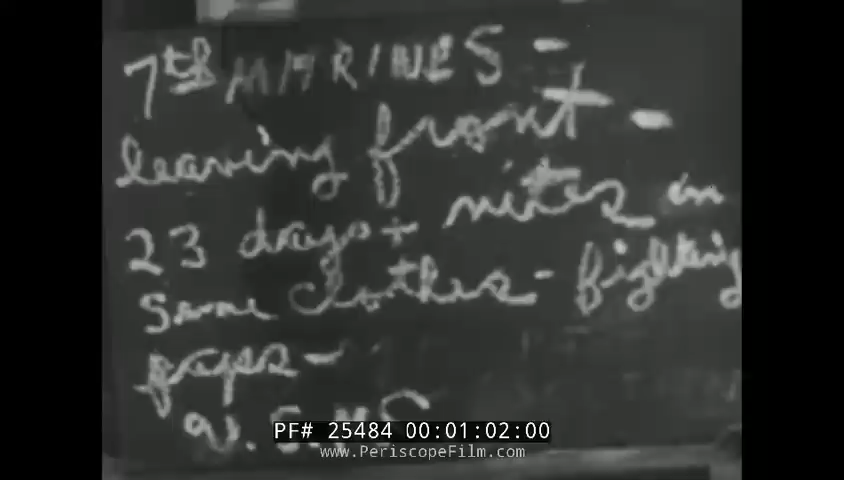 7th MARINES -
leaving front -
23 days + nites in
same clothes - fighting
japs -
V.S.MS
PF# 25484 00:01:02:00
www.PeriscopeFilm.com